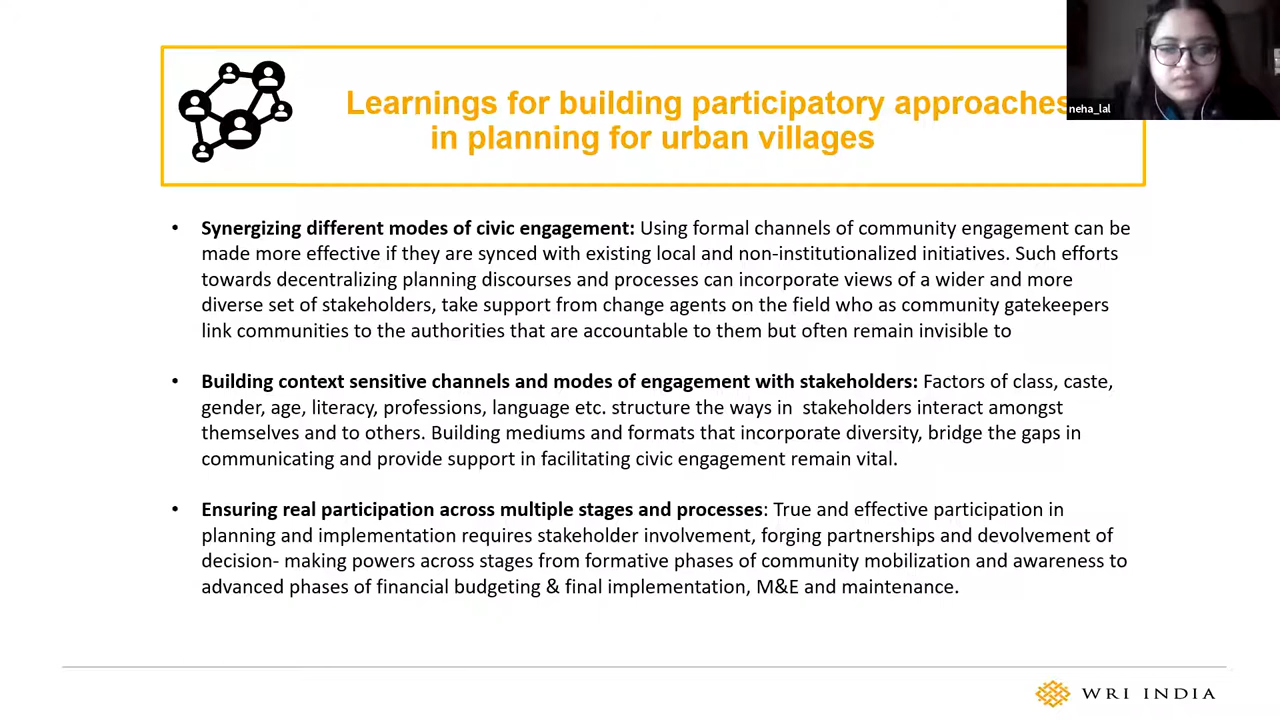 Learnings for building participatory approaches
in planning for urban villages
neha_lal
• Synergizing different modes of civic engagement: Using formal channels of community engagement can be
made more effective if they are synced with existing local and non-institutionalized initiatives. Such efforts
towards decentralizing planning discourses and processes can incorporate views of a wider and more
diverse set of stakeholders, take support from change agents on the field who as community gatekeepers
link communities to the authorities that are accountable to them but often remain invisible to
• Building context sensitive channels and modes of engagement with stakeholders: Factors of class, caste,
gender, age, literacy, professions, language etc. structure the ways in stakeholders interact amongst
themselves and to others. Building mediums and formats that incorporate diversity, bridge the gaps in
communicating and provide support in facilitating civic engagement remain vital.
• Ensuring real participation across multiple stages and processes: True and effective participation in
planning and implementation requires stakeholder involvement, forging partnerships and devolvement of
decision- making powers across stages from formative phases of community mobilization and awareness to
advanced phases of financial budgeting & final implementation, M&E and maintenance.
WRI INDIA